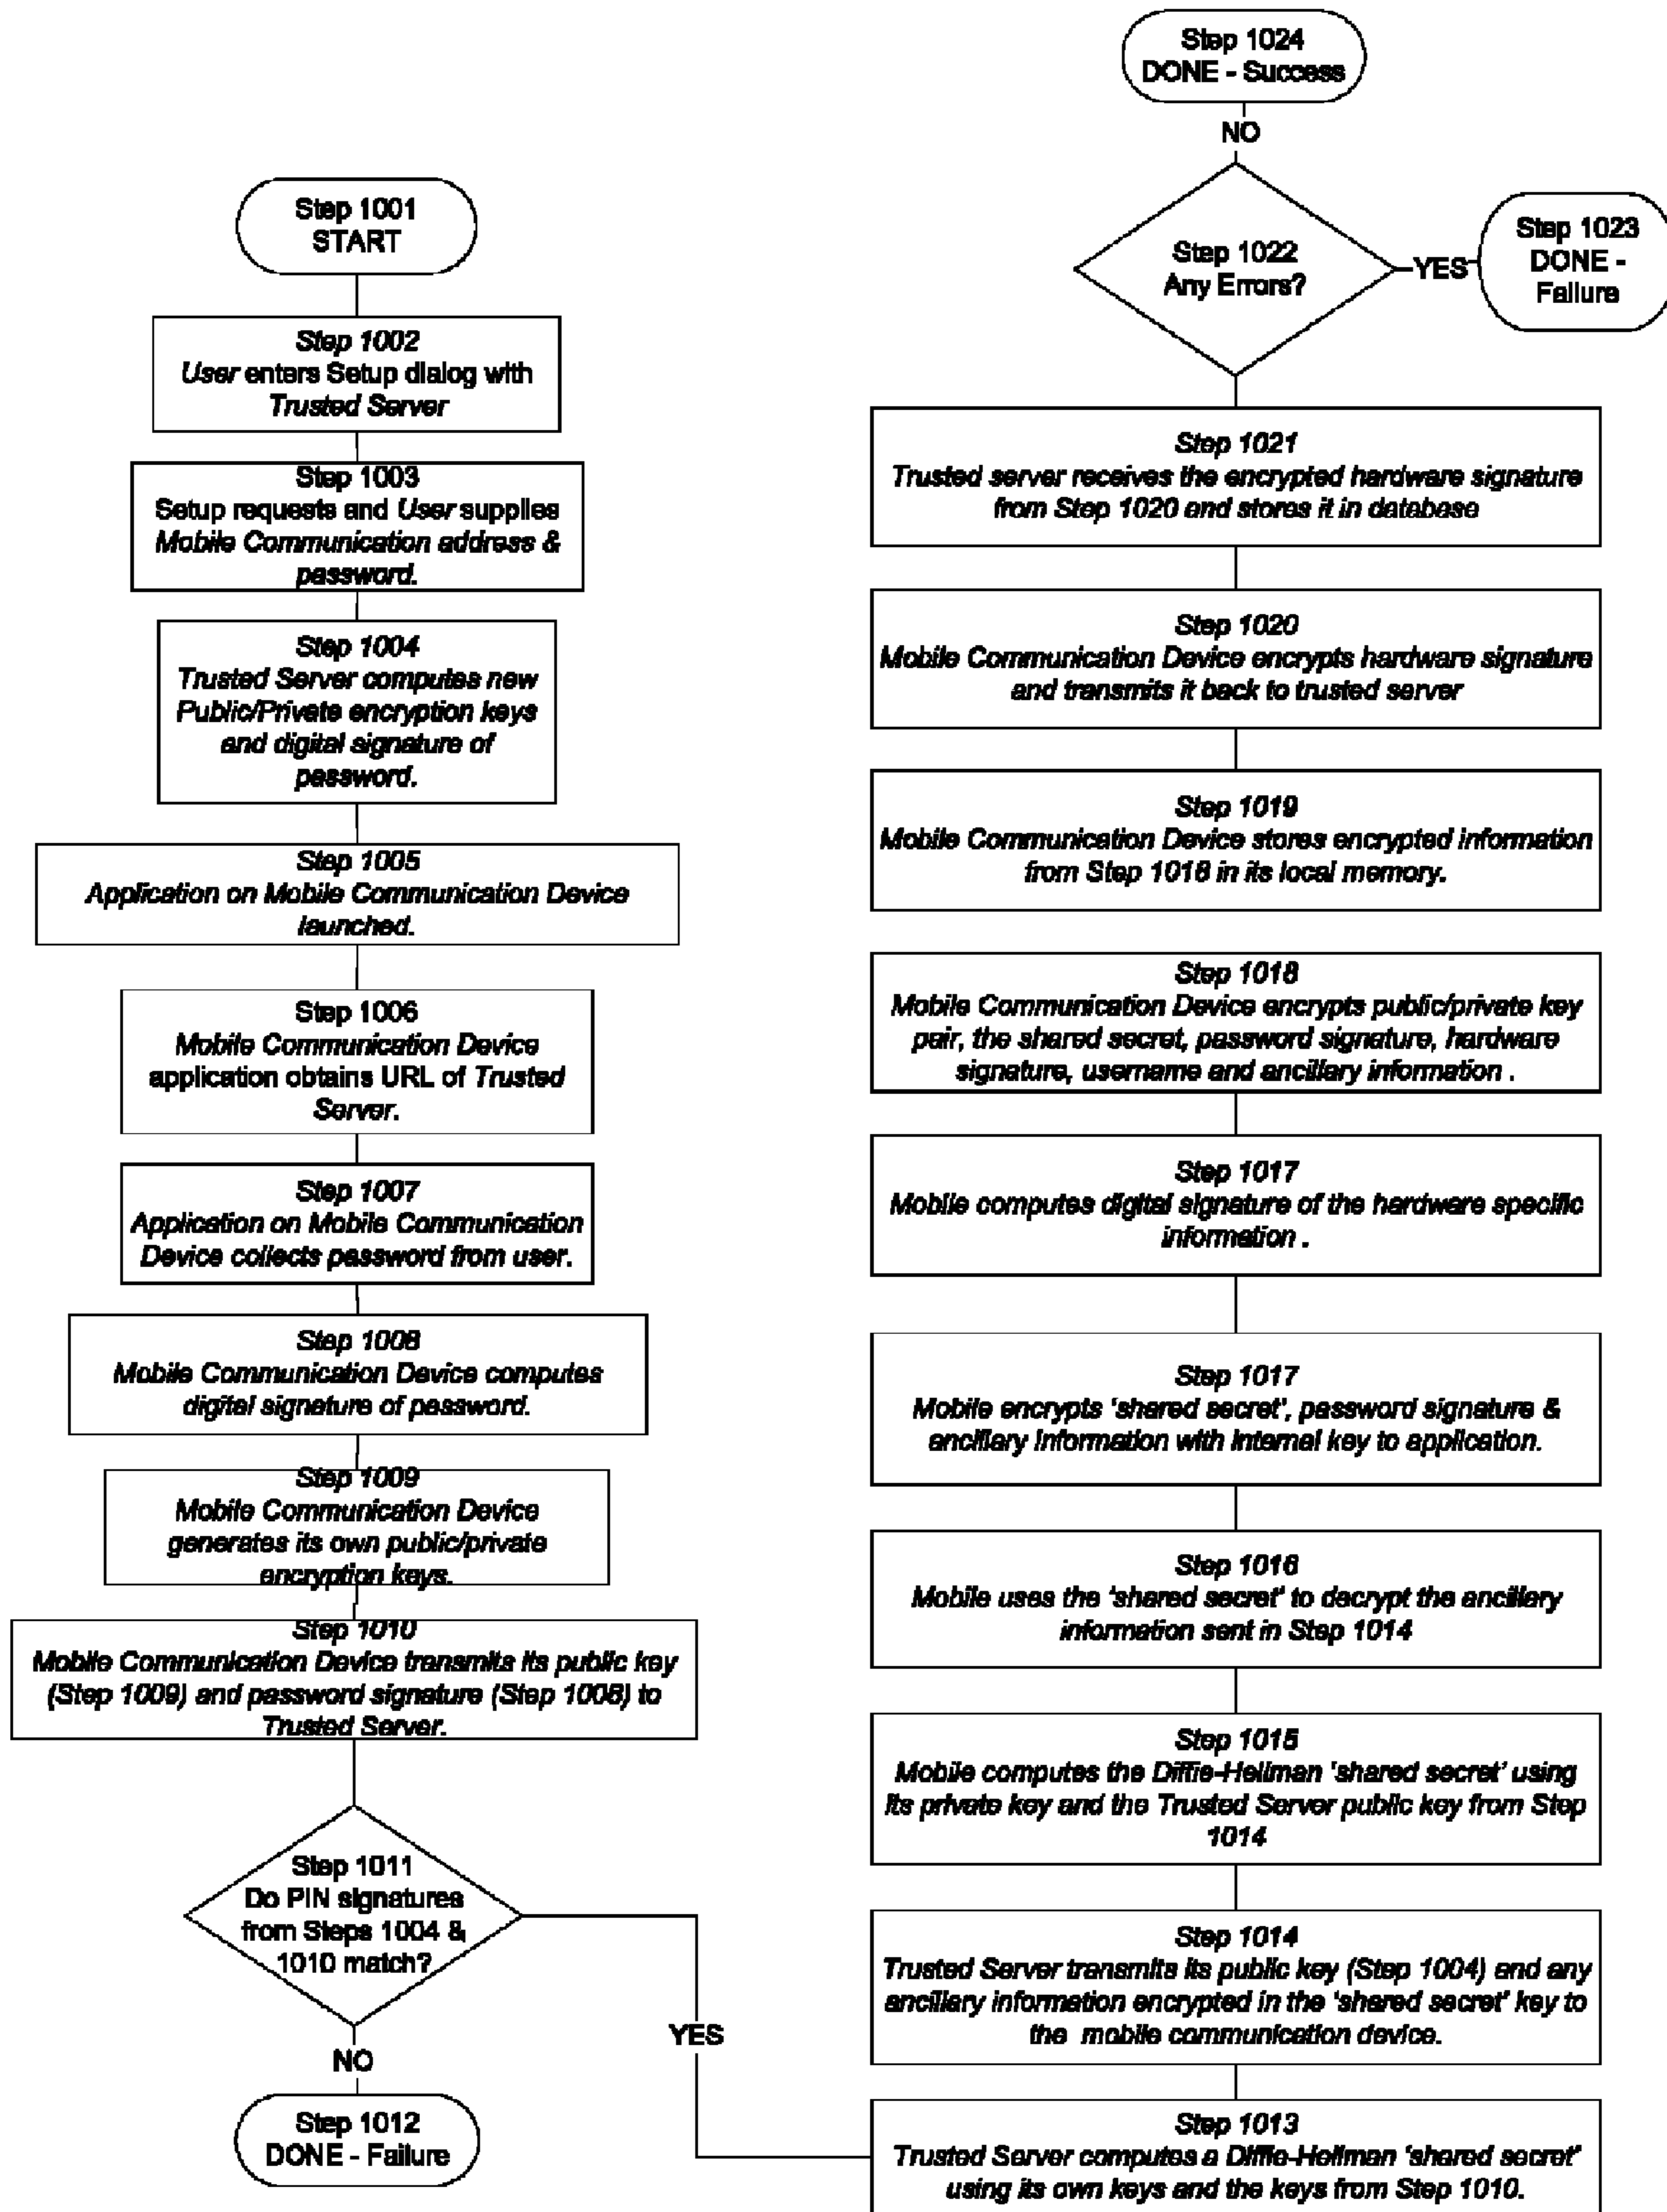 Step 1001
START
Step 1002
User enters Setup dialog with
Trusted Server
Step 1003
Setup requests and User supplies
Mobile Communication address &
password.
Step 1004
Trusted Server computes new
Public/Private encryption keys
and digital signature of
password.
Step 1005
Application on Mobile Communication Device
launched.
Step 1006
Mobile Communication Device
application obtains URL of Trusted
Server.
Step 1007
Application on Mobile Communication
Device collects password from user.
Step 1008
Mobile Communication Device computes
digital signature of password.
Step 1009
Mobile Communication Device
generates its own public/private
encryption keys.
Step 1010
Mobile Communication Device transmits its public key
(Step 1009) and password signature (Step 1008) to
Trusted Server.
Step 1011
Do PIN signatures
from Steps 1004 &
1010 match?
NO
YES
Step 1012
DONE - Failure
Step 1013
Trusted Server computes a Diffie-Hellman 'shared secret'
using its own keys and the keys from Step 1010.
Step 1014
Trusted Server transmits its public key (Step 1004) and any
ancillary information encrypted in the 'shared secret' key to
the mobile communication device.
Step 1015
Mobile computes the Diffie-Hellman 'shared secret' using
its private key and the Trusted Server public key from Step
1014
Step 1016
Mobile uses the 'shared secret' to decrypt the ancillary
information sent in Step 1014
Step 1017
Mobile encrypts 'shared secret', password signature &
ancillary Information with Internal key to application.
Step 1017
Mobile computes digital signature of the hardware specific
information .
Step 1018
Mobile Communication Device encrypts public/private key
pair, the shared secret, password signature, hardware
signature, username and ancillary information .
Step 1019
Mobile Communication Device stores encrypted information
from Step 1018 in its local memory.
Step 1020
Mobile Communication Device encrypts hardware signature
and transmits it back to trusted server
Step 1021
Trusted server receives the encrypted hardware signature
from Step 1020 and stores it in database
Step 1022
Any Errors?
YES
Step 1023
DONE -
Failure
NO
Step 1024
DONE - Success